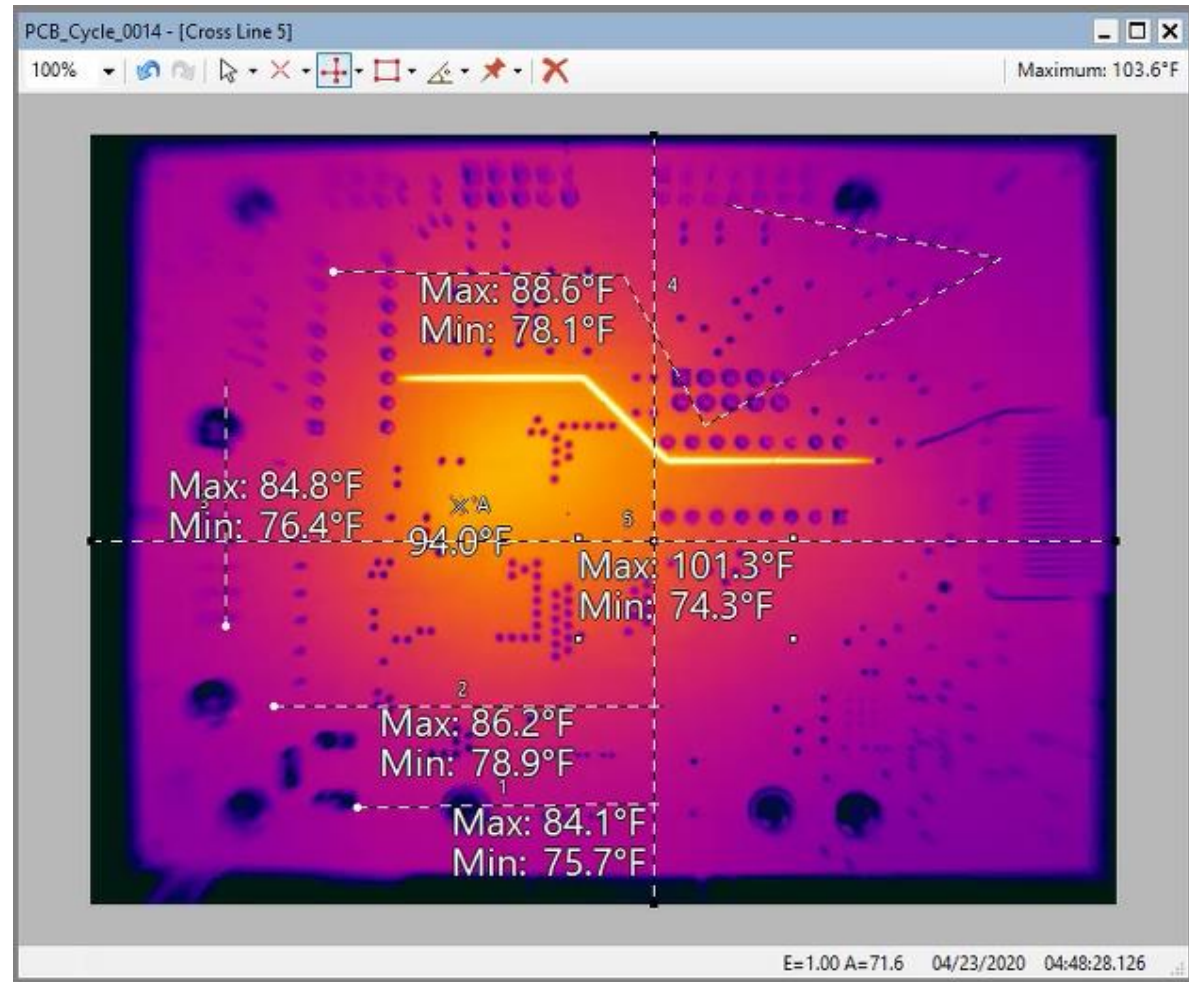 PCB_Cycle_0014 - [Cross Line 5]
100%
Maximum: 103.6°F
4
Max: 88.6°F
Min: 78.1°F
Max: 84.8°F
Min: 76.4°F
A
94.0°F
5
Max: 101.3°F
Min: 74.3°F
2
Max: 86.2°F
Min: 78.9°F
1
Max: 84.1°F
Min: 75.7°F
E=1.00 A=71.6 04/23/2020 04:48:28.126